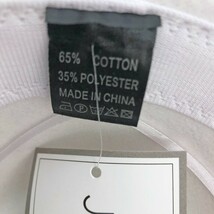 65% COTTON
35% POLYESTER
MADE IN CHINA